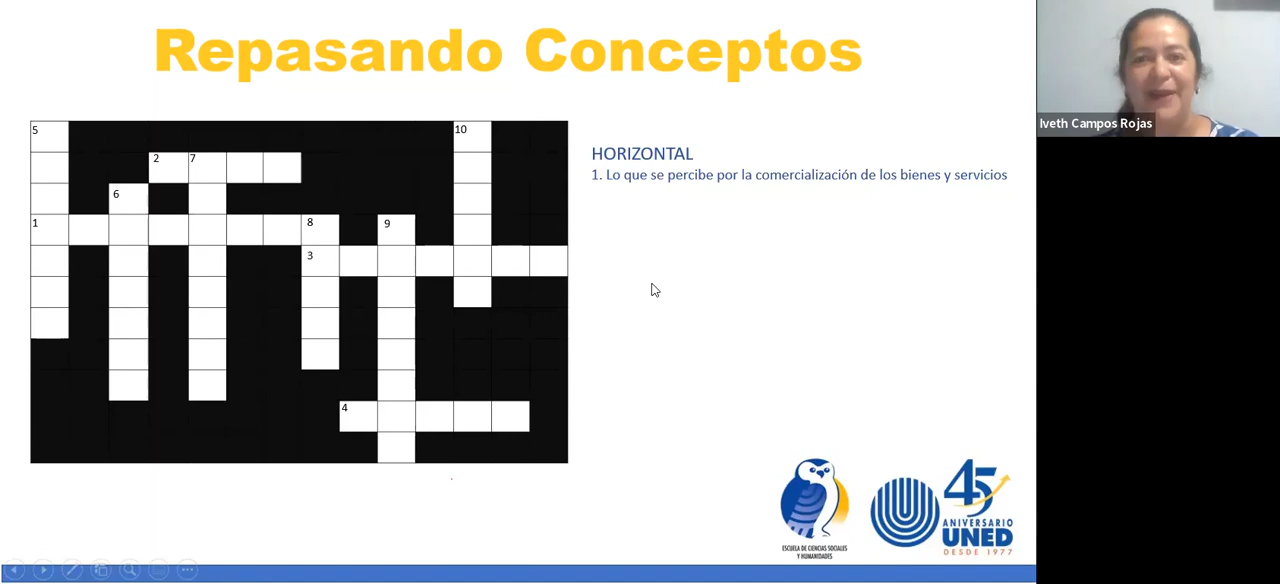 Repasando Conceptos
Iveth Campos Rojas
5
10
2
7
6
1
8
9
3
4
HORIZONTAL
1. Lo que se percibe por la comercialización de los bienes y servicios
ESCUELA DE CIENCIAS SOCIALES
Y HUMANIDADES
45
ANIVERSARIO
UNED
DESDE 1977